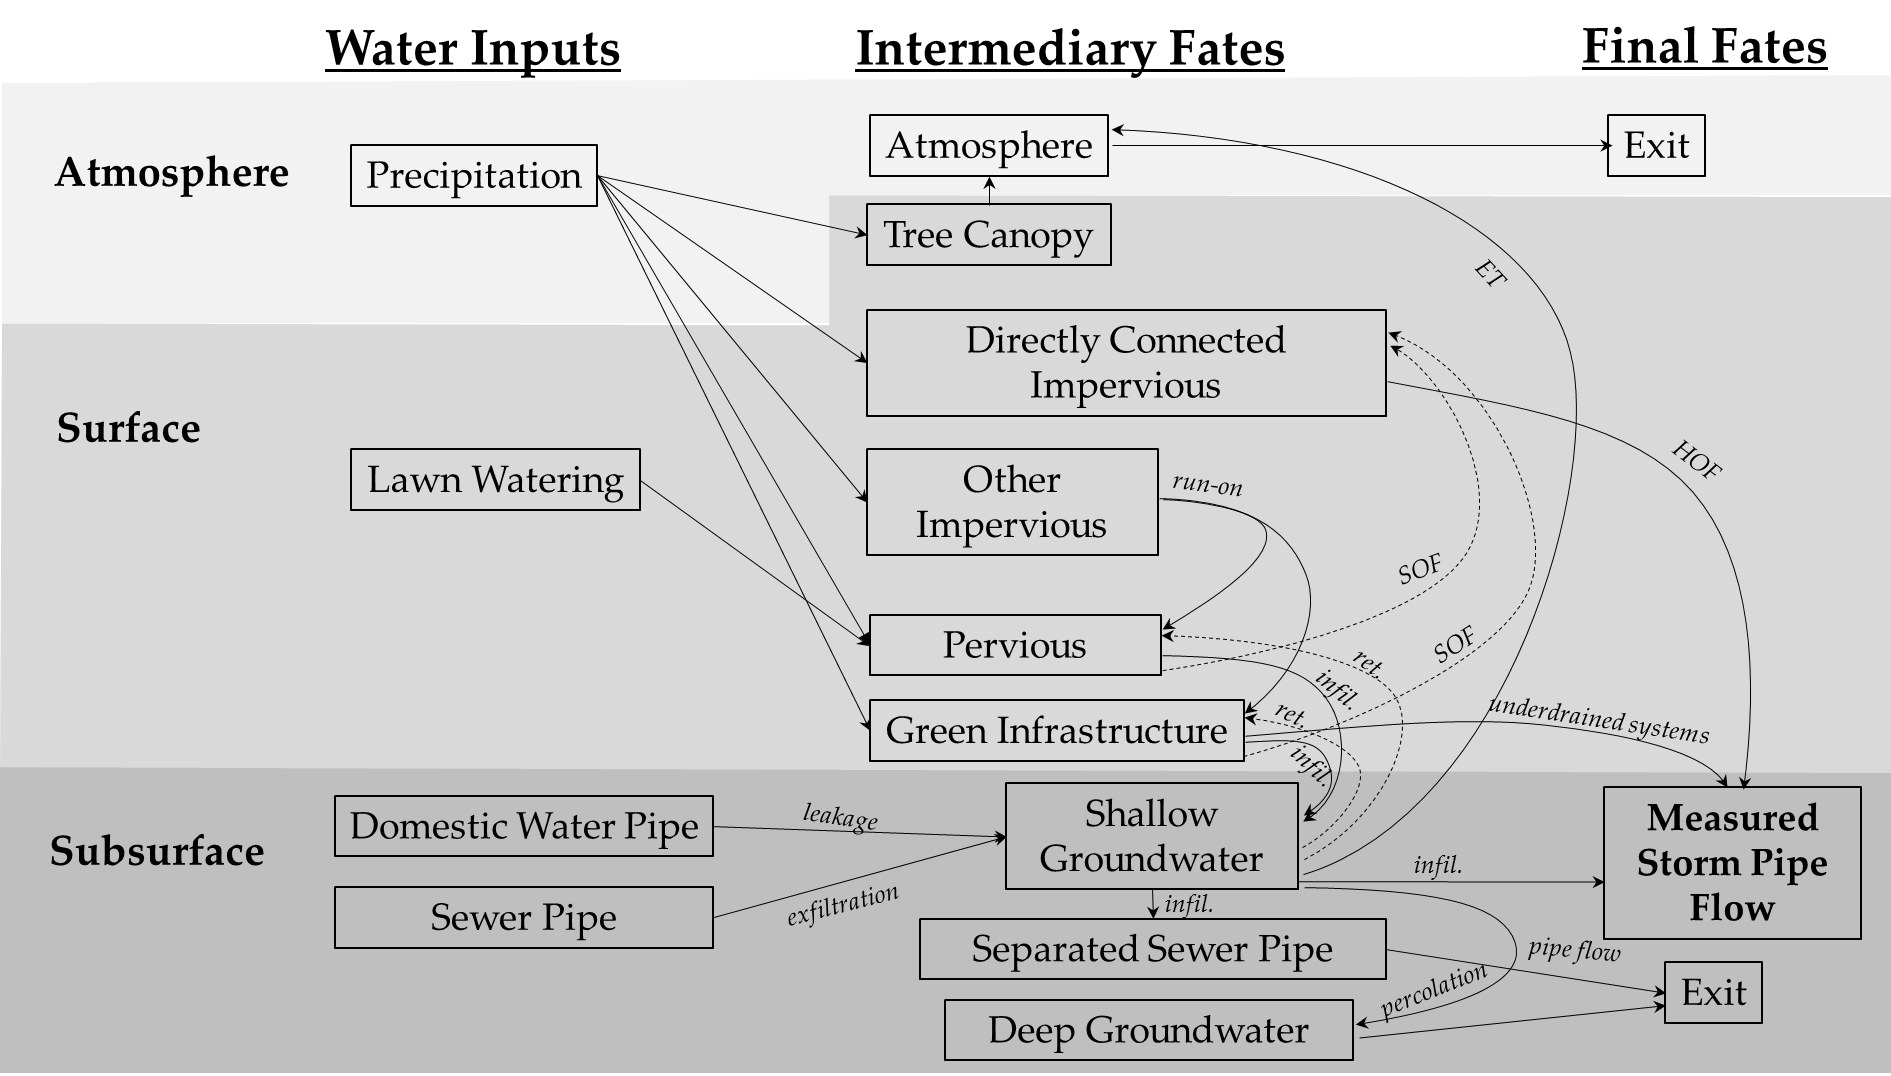 Water Inputs
Intermediary Fates
Final Fates
Atmosphere
Precipitation
Atmosphere
Exit
Tree Canopy
ET
Directly Connected
Impervious
Surface
HOF
Lawn Watering
Other
Impervious
run-on
SOF
Pervious
SOF
ret.
infil.
Green Infrastructure
ret.
underdrained systems
infil.
Subsurface
Domestic Water Pipe
leakage
Shallow
Groundwater
infil.
Measured
Storm Pipe
Flow
Sewer Pipe
exfiltration
infil.
Separated Sewer Pipe
pipe flow
percolation
Exit
Deep Groundwater